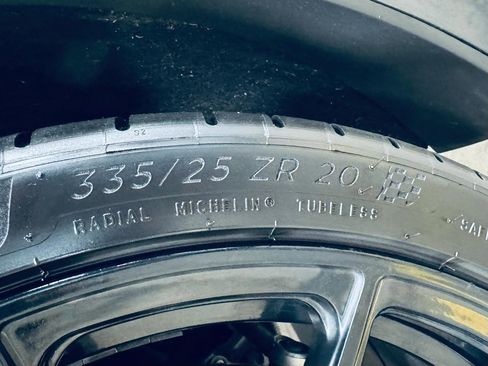 335/25 ZR 20
RADIAL MICHELIN® TUBELESS